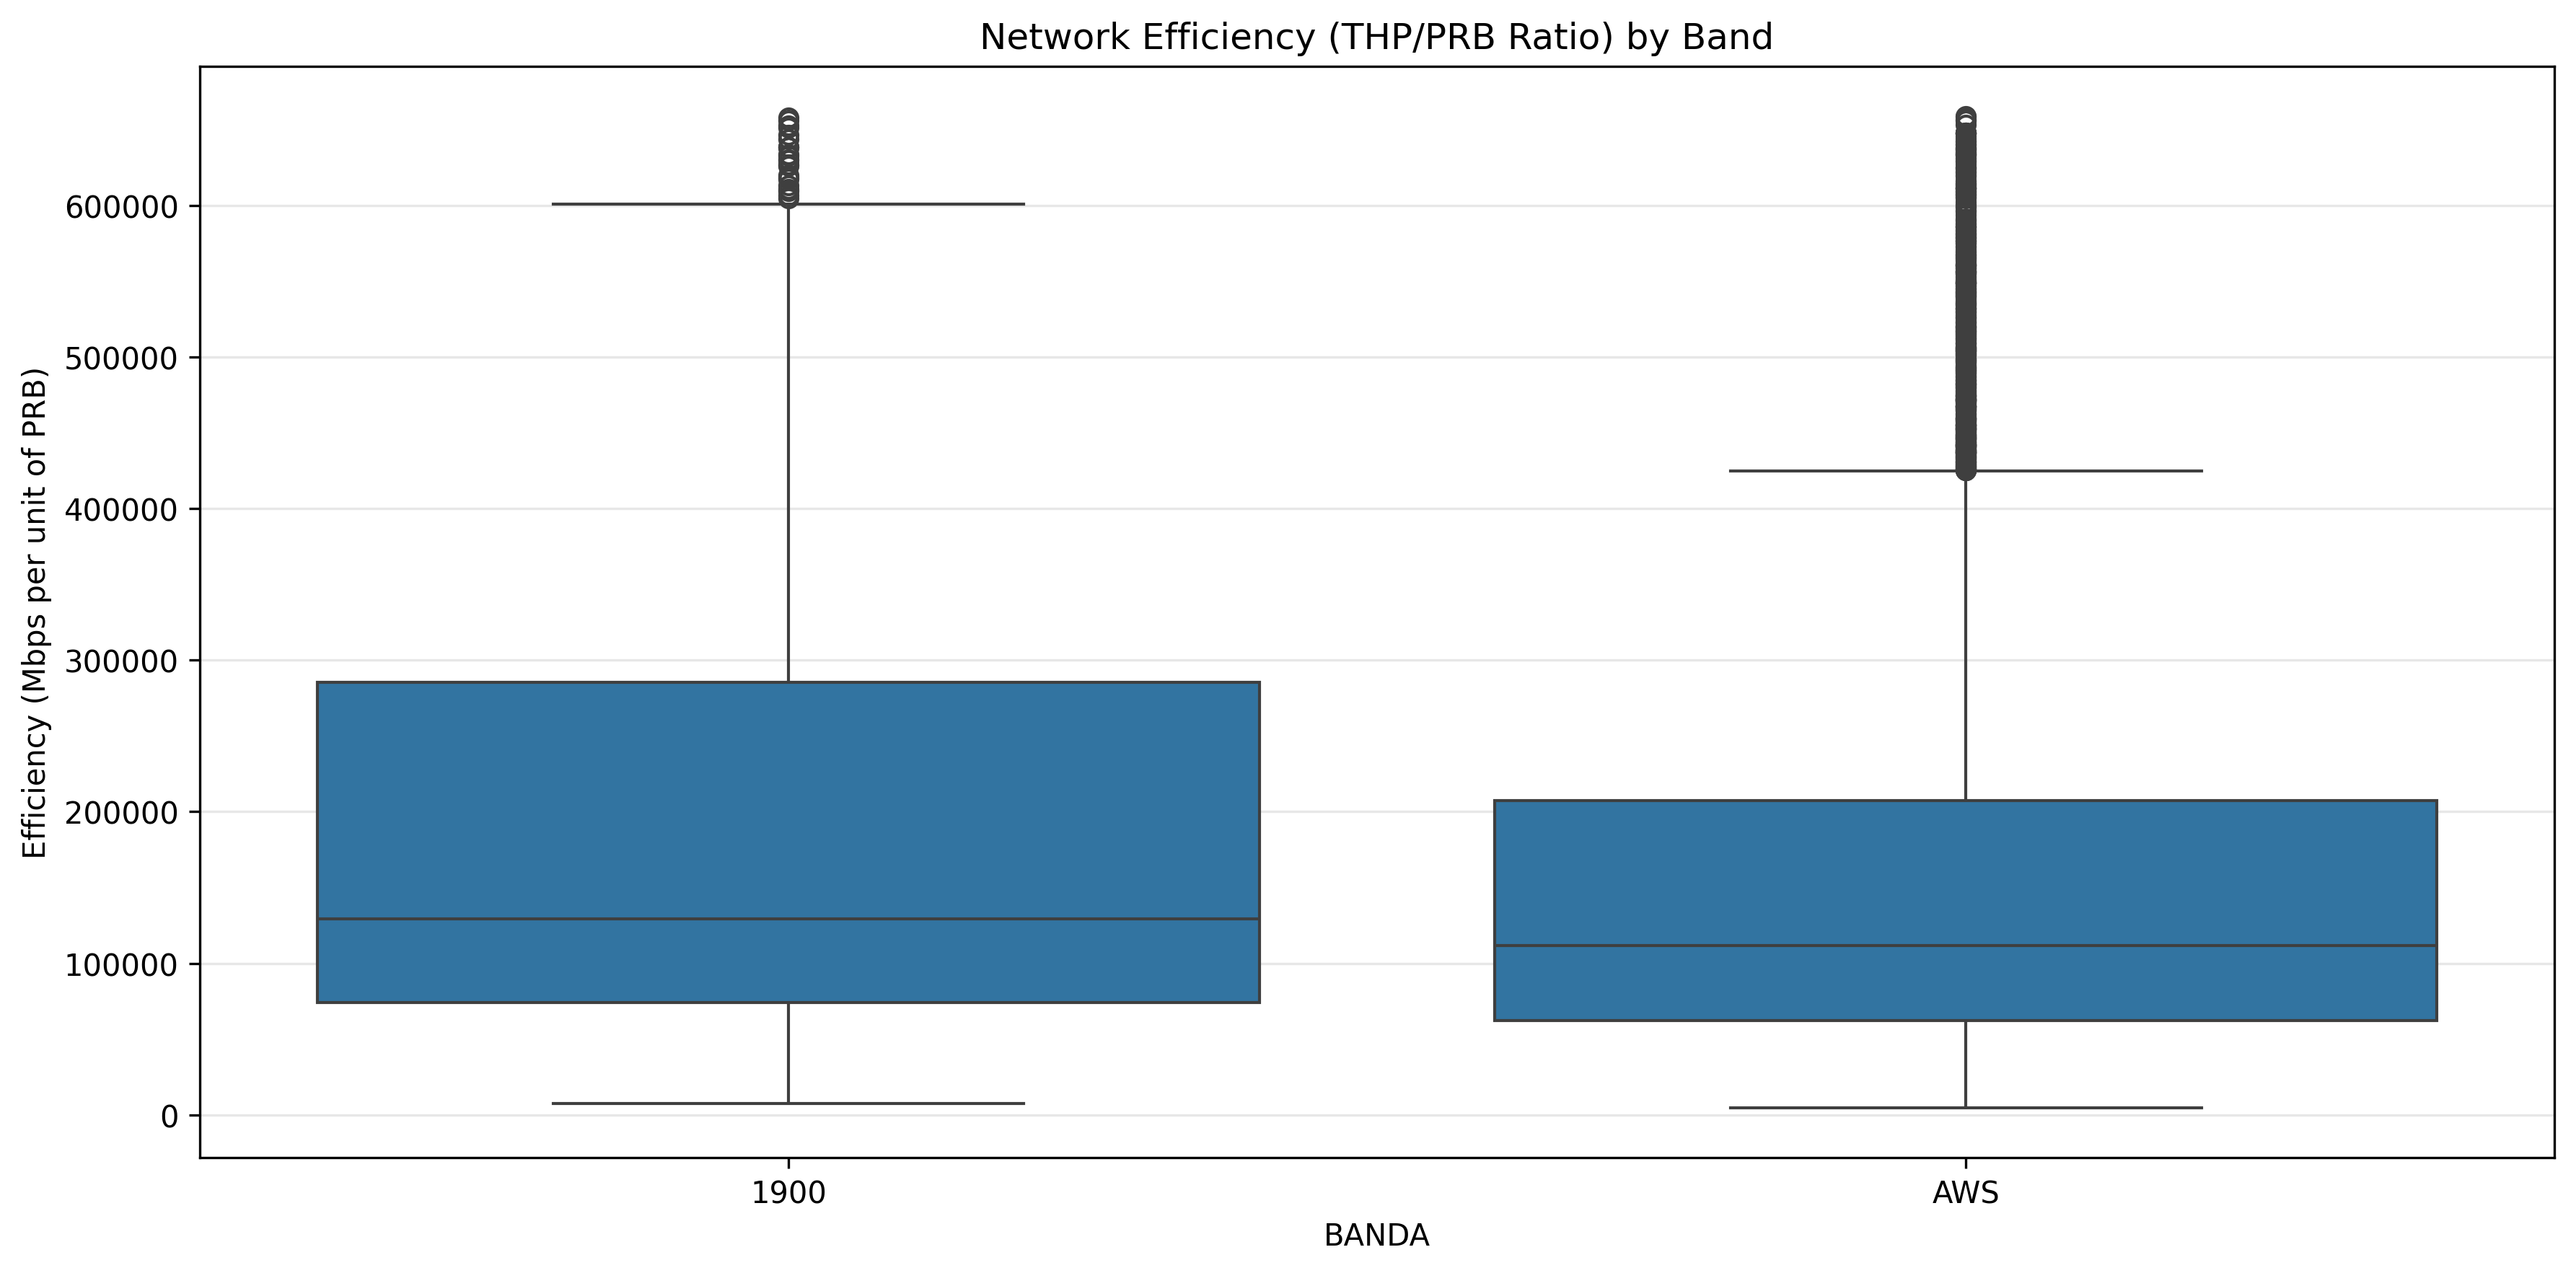 Network Efficiency (THP/PRB Ratio) by Band
Efficiency (Mbps per unit of PRB)
600000
500000
400000
300000
200000
100000
0
1900
AWS
BANDA